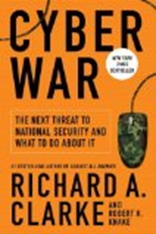 CYBER
WAR
NEW YORK
TIMES
BESTSELLER
THE NEXT THREAT TO
NATIONAL SECURITY AND
WHAT TO DO ABOUT IT
RICHARD A.
CLARKE
AND
ROBERT K.
KNAKE